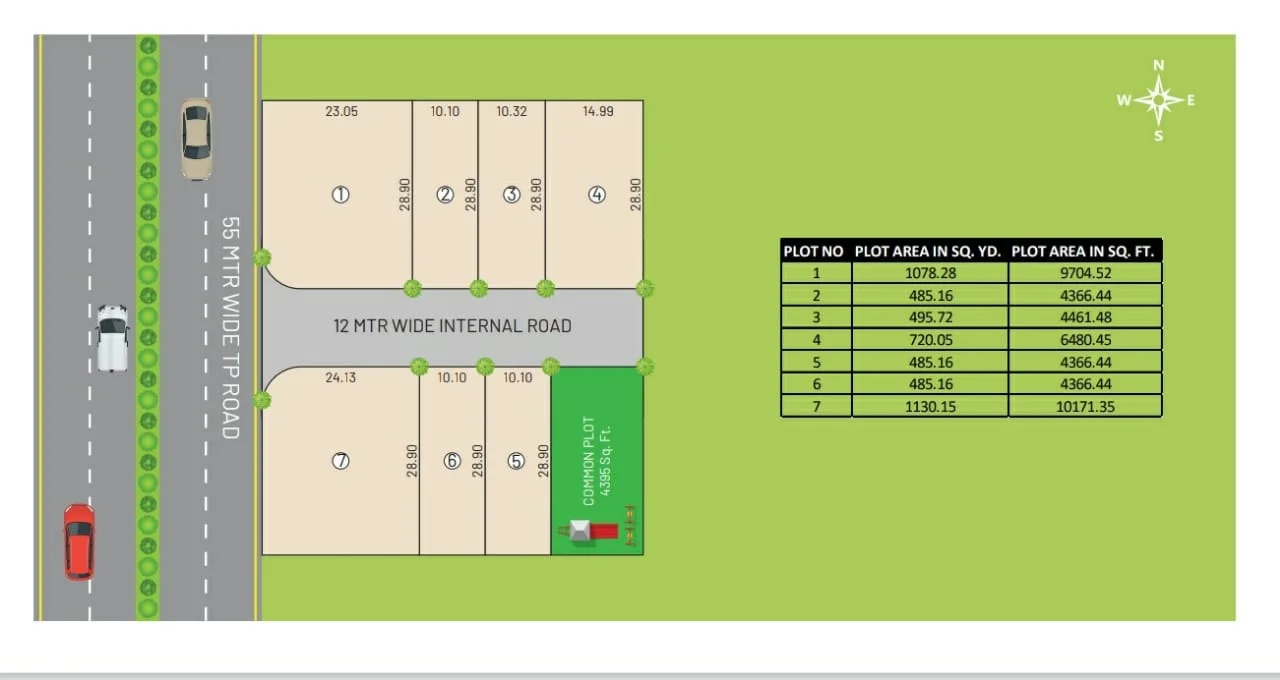 N
W E
S
23.05 10.10 10.32 14.99
1 28.90 2 28.90 3 28.90 4 28.90
55 MTR WIDE TP ROAD
12 MTR WIDE INTERNAL ROAD
24.13 10.10 10.10
7 28.90 6 28.90 5 28.90
COMMON PLOT
4395 Sq. Ft.
PLOT NO PLOT AREA IN SQ. YD. PLOT AREA IN SQ. FT.
1 1078.28 9704.52
2 485.16 4366.44
3 495.72 4461.48
4 720.05 6480.45
5 485.16 4366.44
6 485.16 4366.44
7 1130.15 10171.35